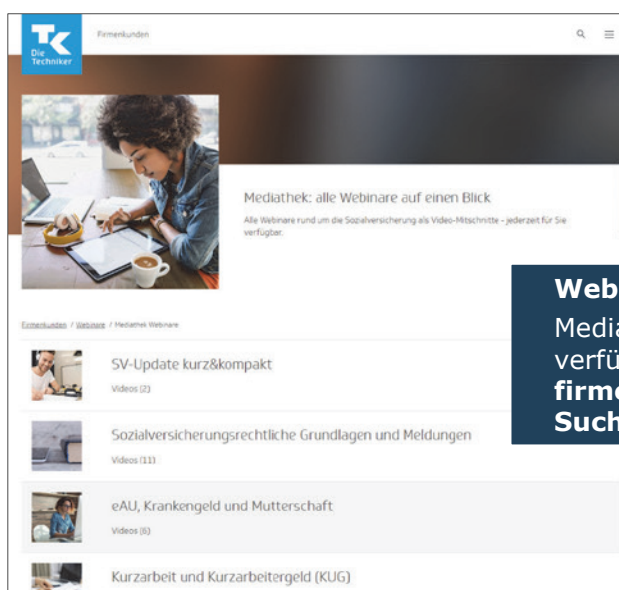 Die
Techniker
Firmenkunden
Mediathek: alle Webinare auf einen Blick
Alle Webinare rund um die Sozialversicherung als Video-Mitschnitte – jederzeit für Sie
verfügbar.
Firmenkunden / Webinare / Mediathek Webinare
SV-Update kurz&kompakt
Videos (2)
Sozialversicherungsrechtliche Grundlagen und Meldungen
Videos (11)
eAU, Krankengeld und Mutterschaft
Videos (6)
Kurzarbeit und Kurzarbeitergeld (KUG)
Web
Media
verfü
firme
Such